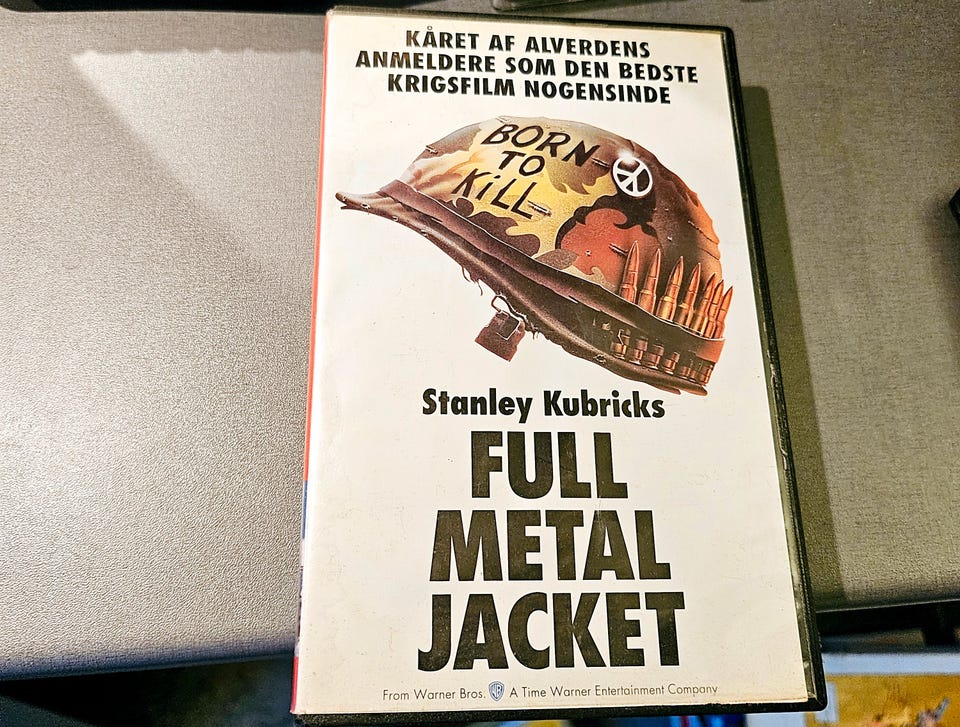 KÅRET AF ALVERDENS
ANMELDERE SOM DEN BEDSTE
KRIGSFILM NOGENSINDE
BORN
TO
KiLL
Stanley Kubricks
FULL
METAL
JACKET
From Warner Bros. WB A Time Warner Entertainment Company